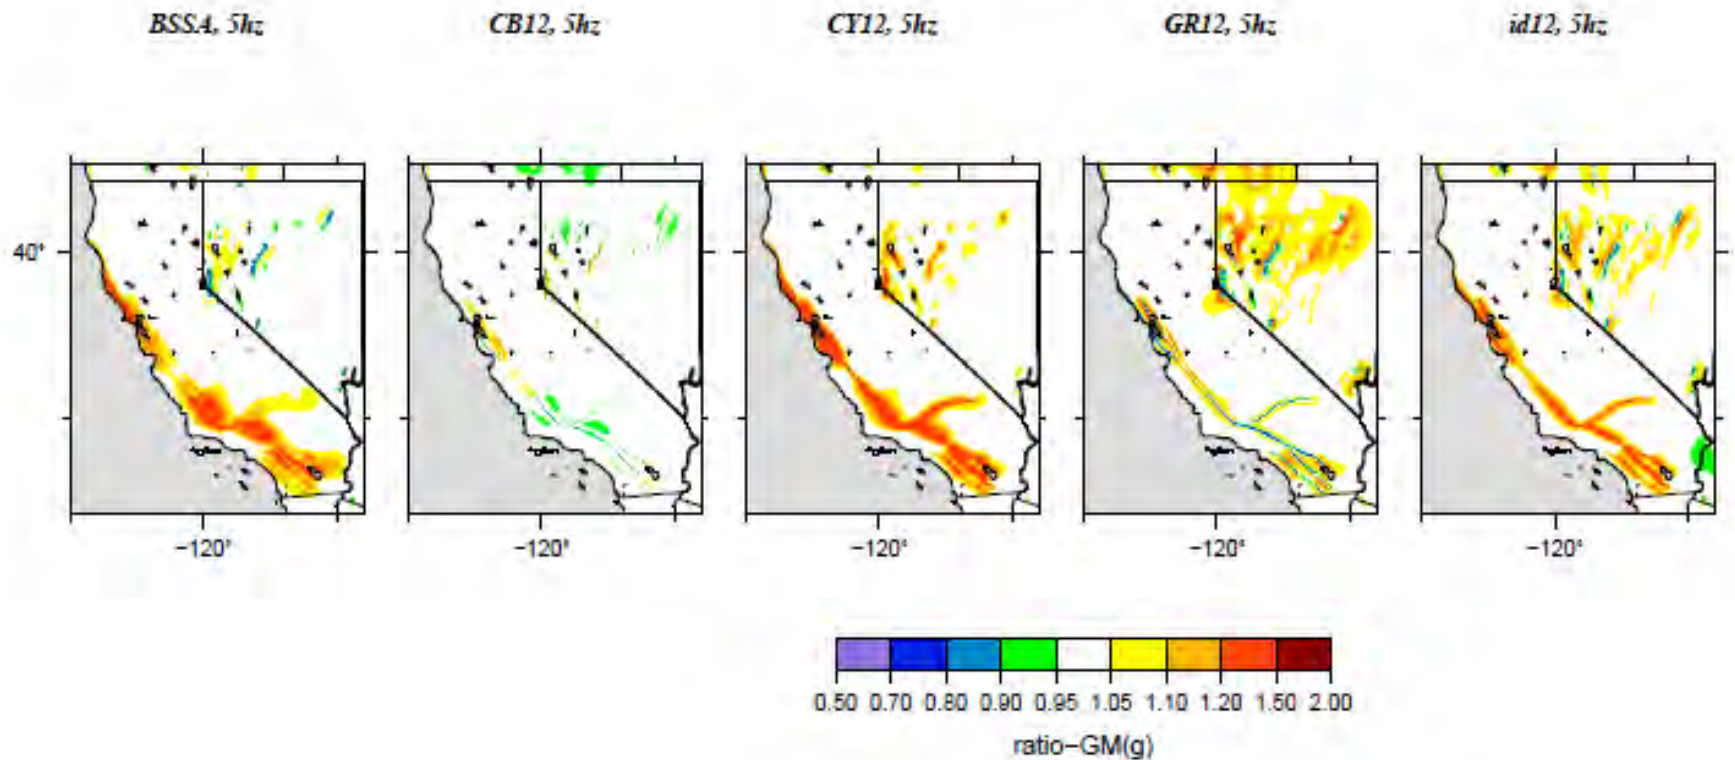 BSSA, 5hz CB12, 5hz CY12, 5hz GR12, 5hz id12, 5hz
40°
−120° −120° −120° −120° −120°
0.50 0.70 0.80 0.90 0.95 1.05 1.10 1.20 1.50 2.00
ratio−GM(g)